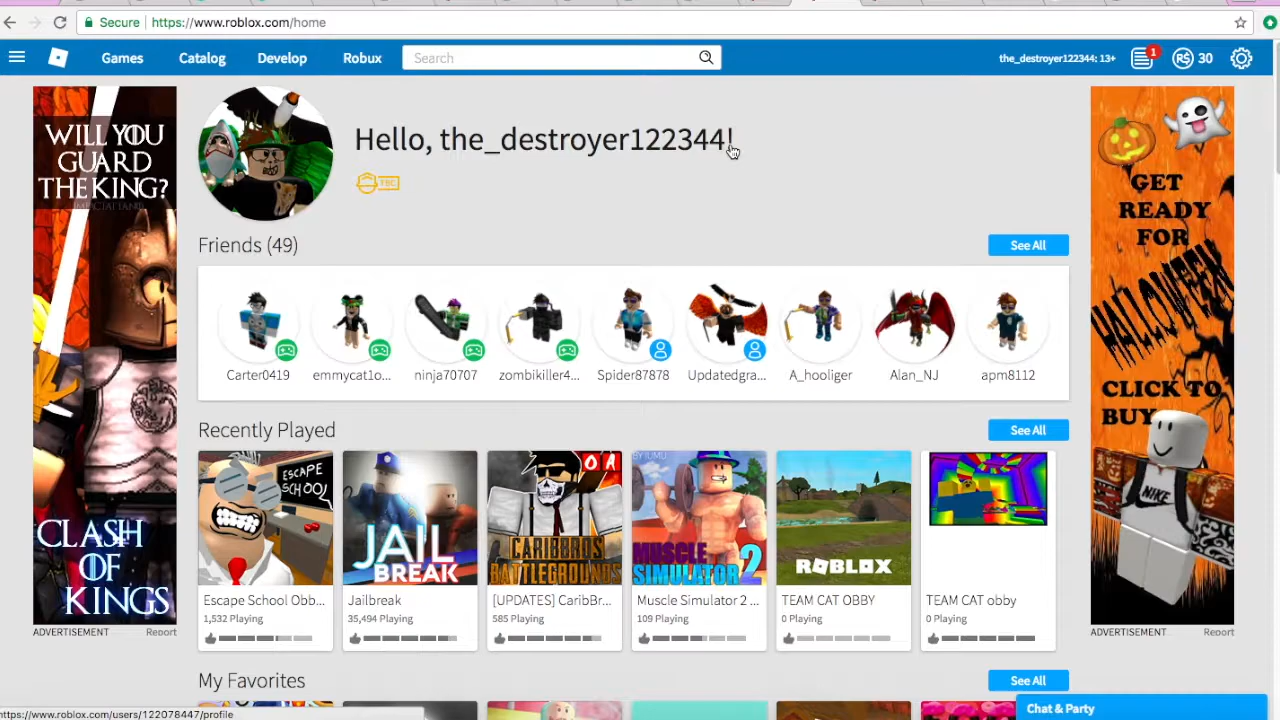 Secure
https://www.roblox.com/home
Games
Catalog
Develop
Robux
Search
the_destroyer122344: 13+
1
R$ 30
WILL YOU
GUARD
THE KING?
CLASH
OF
KINGS
ADVERTISEMENT
Report
Hello, the_destroyer122344!
TBC
Friends (49)
See All
Carter0419
emmycat1o...
ninja70707
zombikiller4...
Spider87878
Updatedgra...
A_hooliger
Alan_NJ
apm8112
Recently Played
See All
ESCAPE
SCHOOL!
JAIL
BREAK
CARIBBROS
BATTLEGROUNDS
BY IUMU
MUSCLE
SIMULATOR 2
ROBLOX
Escape School Obb...
1,532 Playing
Jailbreak
35,494 Playing
[UPDATES] CaribBr...
585 Playing
Muscle Simulator 2 ...
109 Playing
TEAM CAT OBBY
0 Playing
TEAM CAT obby
0 Playing
My Favorites
See All
GET
READY
FOR
HALLOWEEN
CLICK TO
BUY
NIKE
ADVERTISEMENT
Report
https://www.roblox.com/users/122078447/profile
Chat & Party